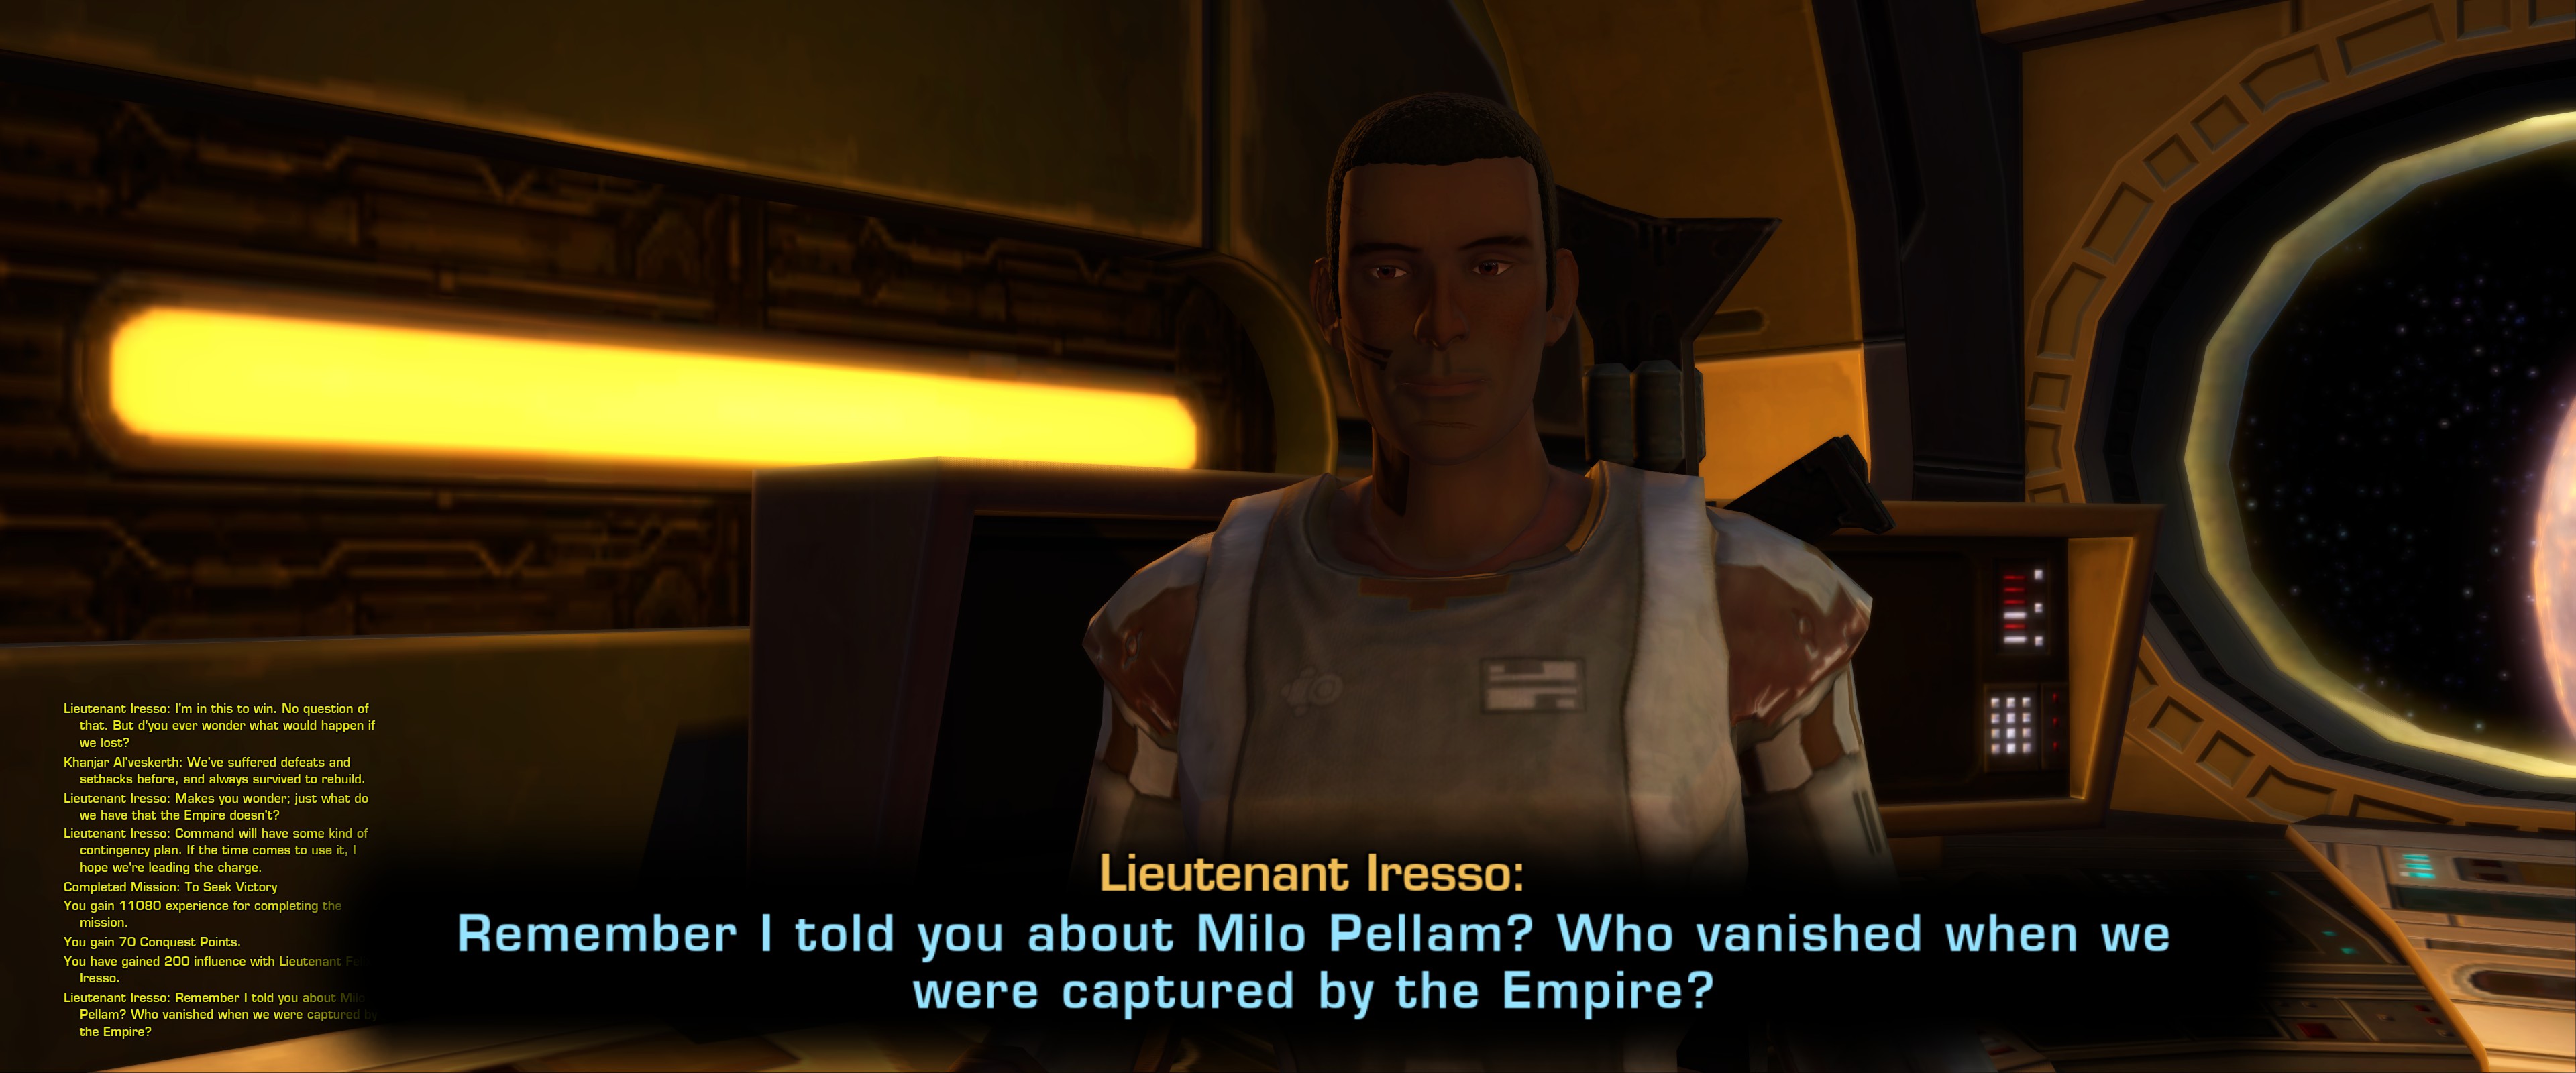 Lieutenant Iresso: I'm in this to win. No question of
that. But d'you ever wonder what would happen if
we lost?
Khanjar Al'veskerth: We've suffered defeats and
setbacks before, and always survived to rebuild.
Lieutenant Iresso: Makes you wonder; just what do
we have that the Empire doesn't?
Lieutenant Iresso: Command will have some kind of
contingency plan. If the time comes to use it, I
hope we're leading the charge.
Completed Mission: To Seek Victory
You gain 11080 experience for completing the
mission.
You gain 70 Conquest Points.
You have gained 200 influence with Lieutenant
Iresso.
Lieutenant Iresso: Remember I told you about Milo
Pellam? Who vanished when we were captured by
the Empire?
Lieutenant Iresso:
Remember I told you about Milo Pellam? Who vanished when we
were captured by the Empire?